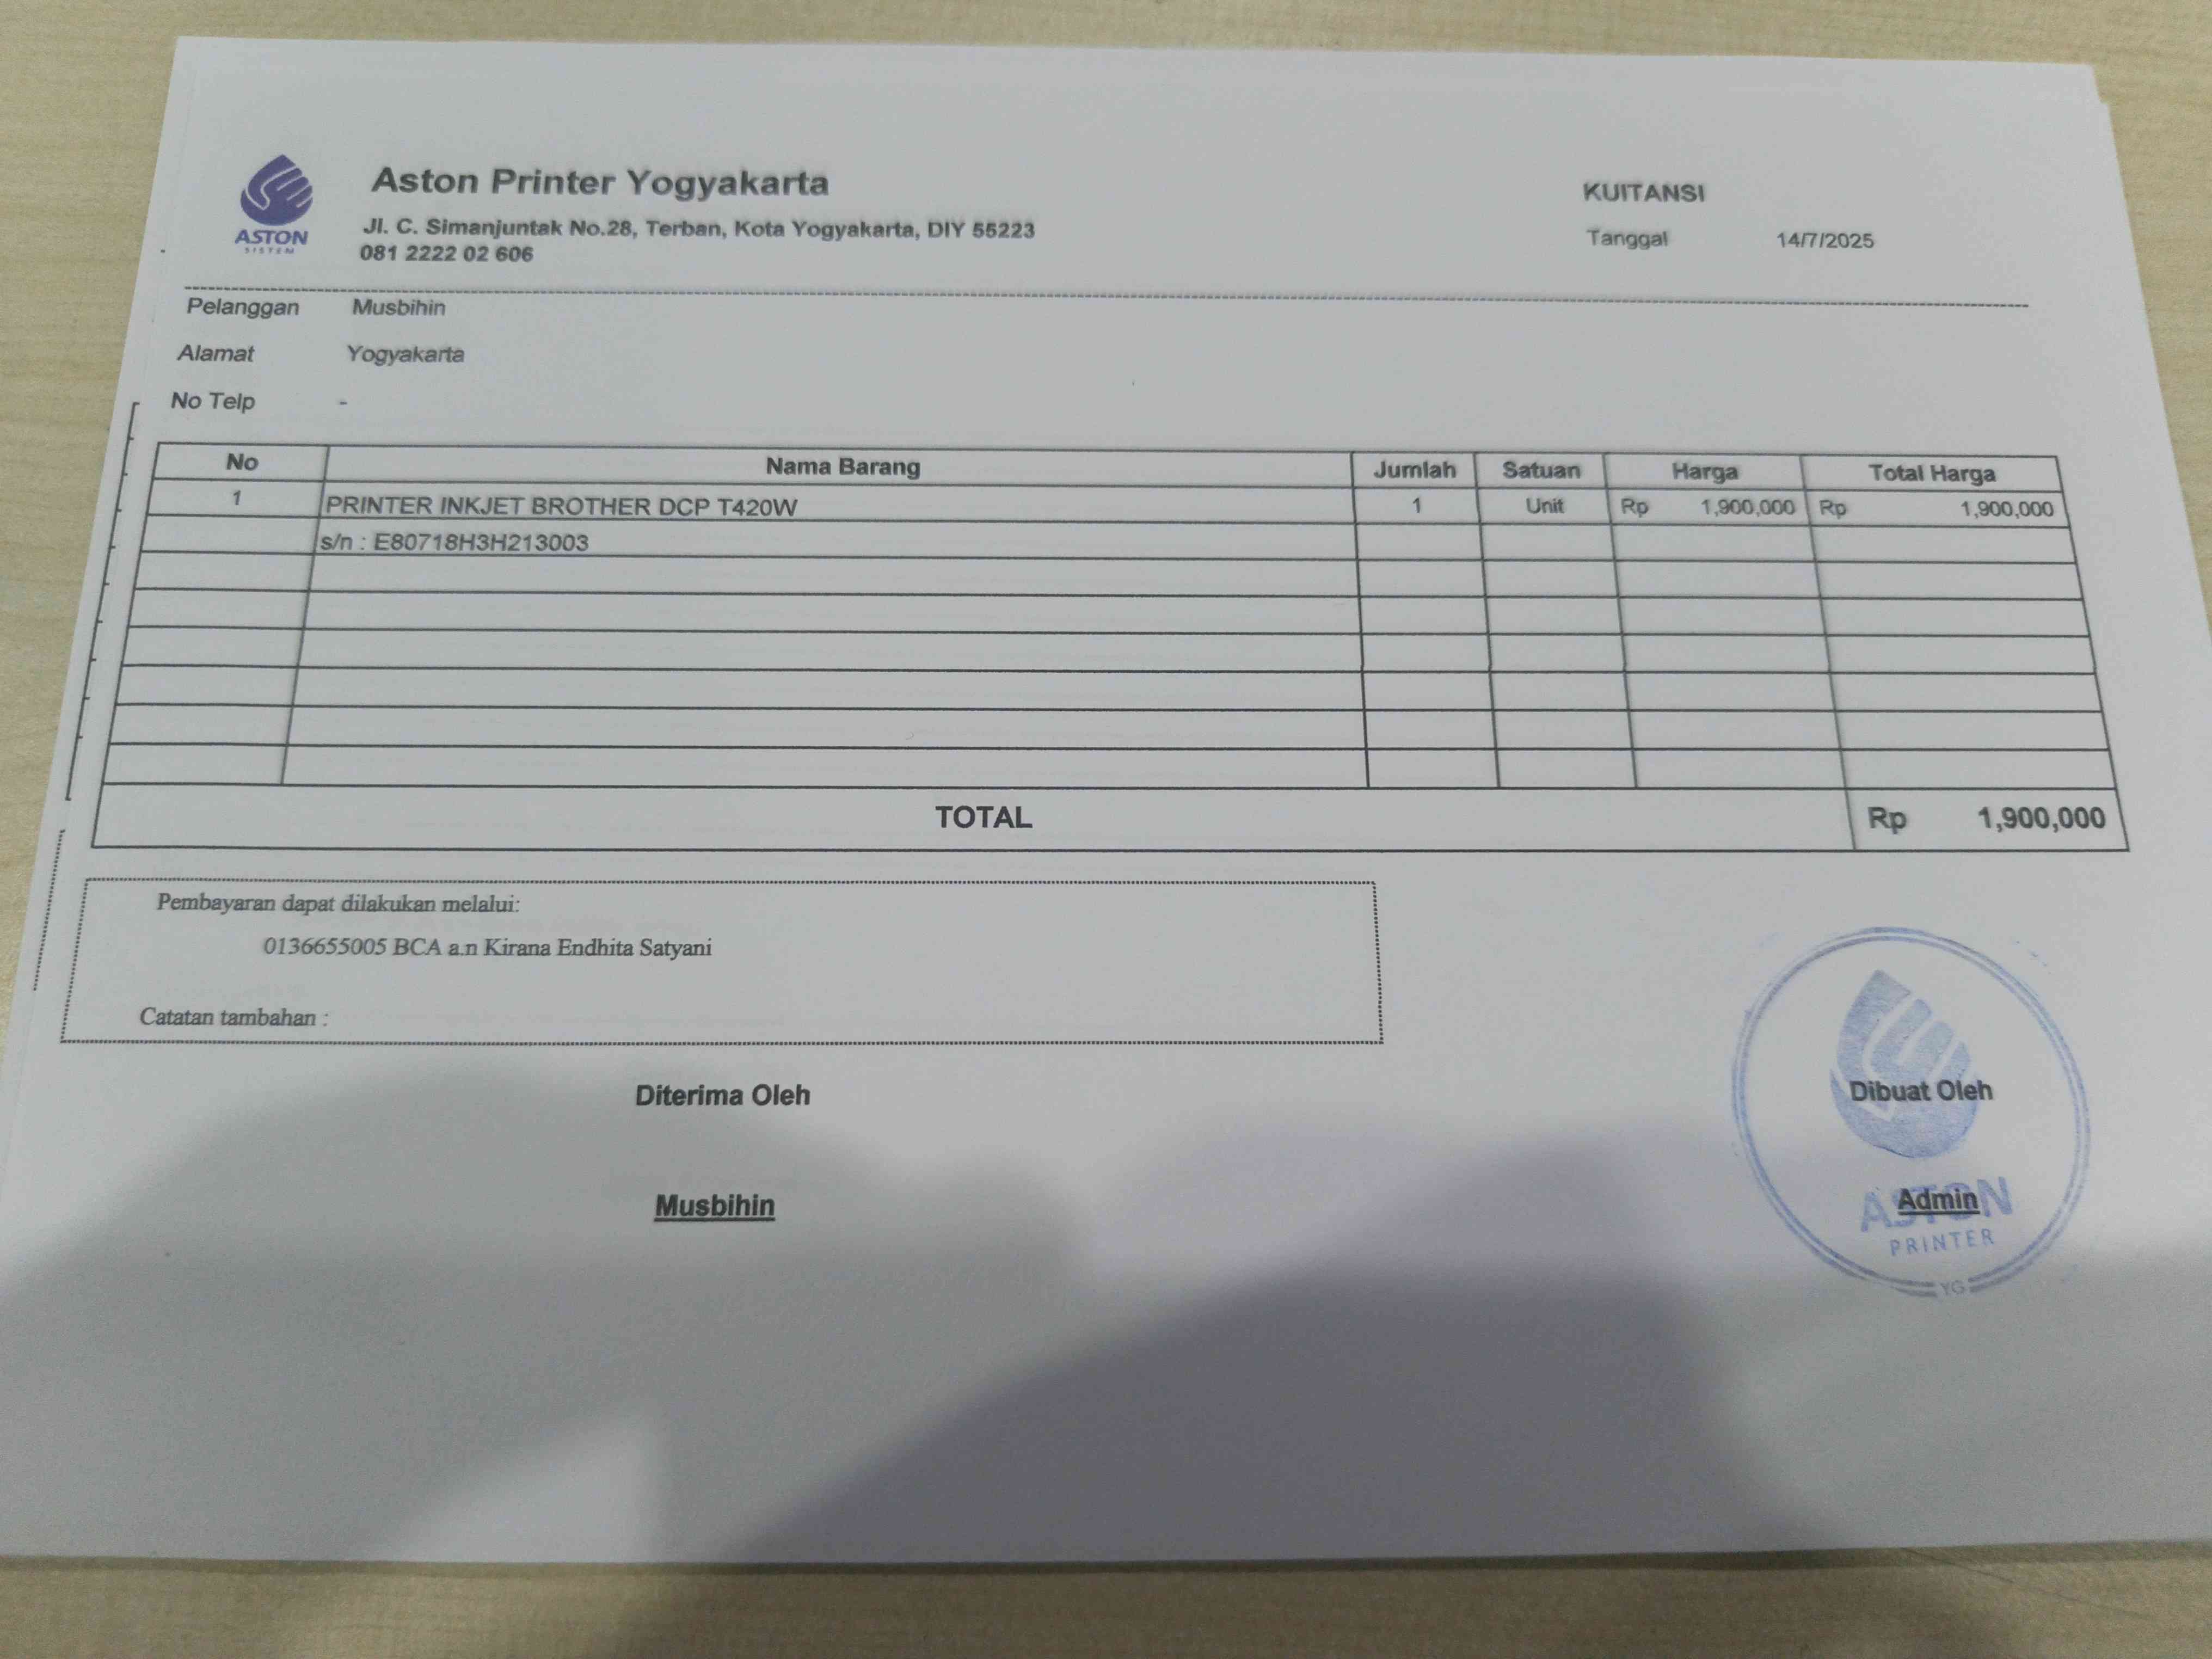 ASTON
SISTEM
Aston Printer Yogyakarta
Jl. C. Simanjuntak No.28, Terban, Kota Yogyakarta, DIY 55223
081 2222 02 606
KUITANSI
Tanggal 14/7/2025
Pelanggan Musbihin
Alamat Yogyakarta
No Telp -
No Nama Barang Jumlah Satuan Harga Total Harga
1 PRINTER INKJET BROTHER DCP T420W 1 Unit Rp 1,900,000 Rp 1,900,000
s/n : E80718H3H213003
TOTAL Rp 1,900,000
Pembayaran dapat dilakukan melalui:
0136655005 BCA a.n Kirana Endhita Satyani
Catatan tambahan :
Diterima Oleh
Musbihin
Dibuat Oleh
Admin
ASTON
PRINTER
YG